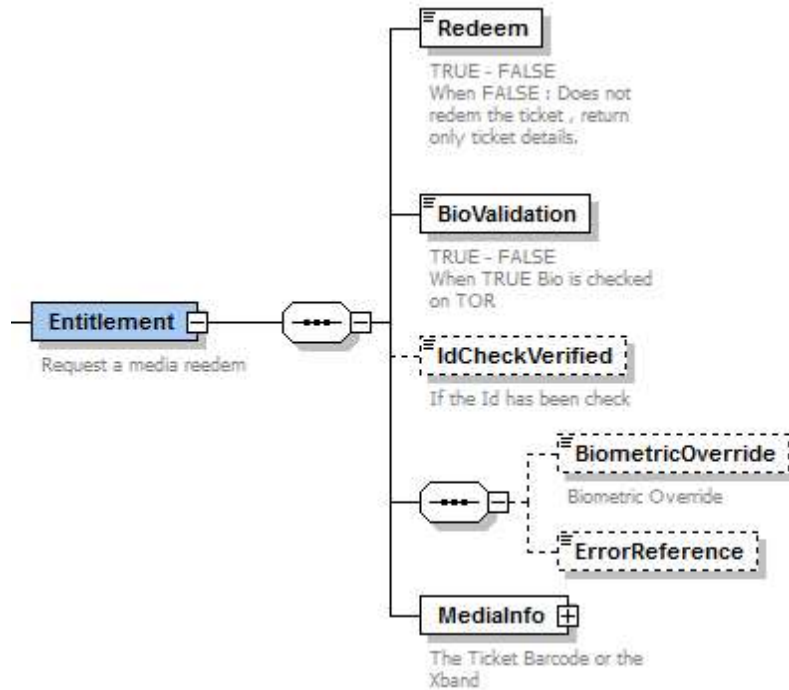 Redeem
TRUE - FALSE
When FALSE : Does not
redem the ticket , return
only ticket details.
BioValidation
TRUE - FALSE
When TRUE Bio is checked
on TOR
Entitlement
Request a media reedem
IdCheckVerified
If the Id has been check
BiometricOverride
Biometric Override
ErrorReference
MediaInfo
The Ticket Barcode or the
Xband